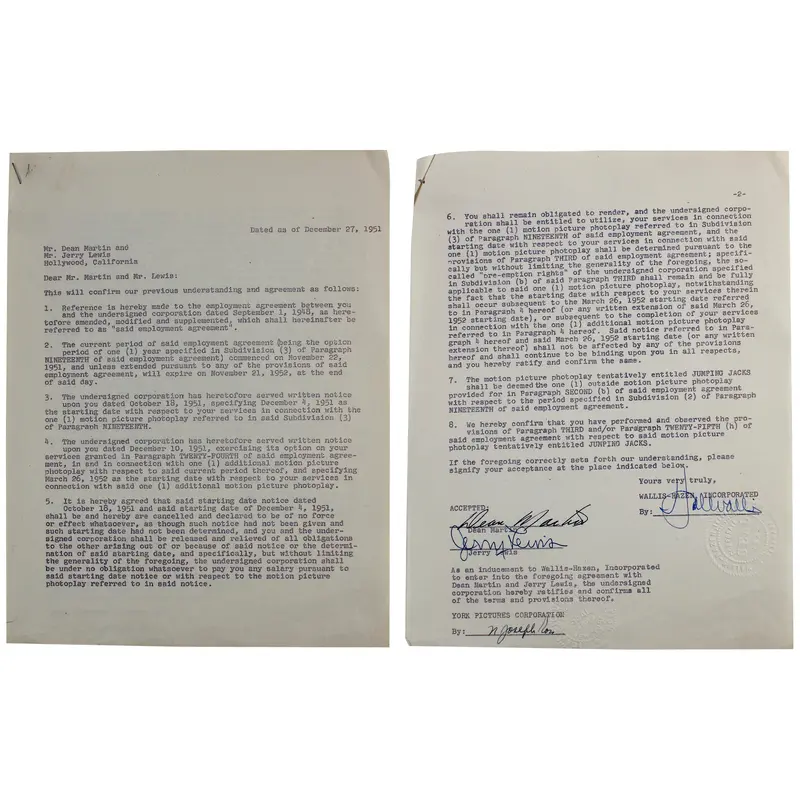 Dated as of December 27, 1951
Mr. Dean Martin and
Mr. Jerry Lewis
Hollywood, California
Dear Mr. Martin and Mr. Lewis:
This will confirm our previous understanding and agreement as follows:
1. Reference is hereby made to the employment agreement between you
and the undersigned corporation dated September 1, 1948, as here-
tofore amended, modified and supplemented, which shall hereinafter be
referred to as "said employment agreement".
2. The current period of said employment agreement being the option
period of one (1) year specified in Subdivision (3) of Paragraph
NINETEENTH of said employment agreement) commenced on November 22,
1951, and unless extended pursuant to any of the provisions of said
employment agreement, will expire on November 21, 1952, at the end
of said day.
3. The undersigned corporation has heretofore served written notice
upon you dated October 18, 1951, specifying December 4, 1951 as
the starting date with respect to your services in connection with the
one (1) motion picture photoplay referred to in said Subdivision (3)
of Paragraph NINETEENTH.
4. The undersigned corporation has heretofore served written notice
upon you dated December 10, 1951, exercising its option on your
services granted in Paragraph TWENTY-FOURTH of said employment agree-
ment, in and in connection with one (1) additional motion picture
photoplay with respect to said current period thereof, and specifying
March 26, 1952 as the starting date with respect to your services in
connection with said one (1) additional motion picture photoplay.
5. It is hereby agreed that said starting date notice dated
October 18, 1951 and said starting date of December 4, 1951,
shall be and hereby are cancelled and declared to be of no force
or effect whatsoever, as though such notice had not been given and
such starting date had not been determined, and you and the under-
signed corporation shall be released and relieved of all obligations
to the other arising out of or because of said notice or the determi-
nation of said starting date, and specifically, but without limiting
the generality of the foregoing, the undersigned corporation shall
be under no obligation whatsoever to pay you any salary pursuant to
said starting date notice or with respect to the motion picture
photoplay referred to in said notice.
-2-
6. You shall remain obligated to render, and the undersigned corpo-
ration shall be entitled to utilize, your services in connection
with the one (1) motion picture photoplay referred to in Subdivision
(3) of Paragraph NINETEENTH of said employment agreement, and the
starting date with respect to your services in connection with said
one (1) motion picture photoplay shall be determined pursuant to the
provisions of Paragraph THIRD of said employment agreement; specifi-
cally but without limiting the generality of the foregoing, the so-
called "pre-emption rights" of the undersigned corporation specified
in Subdivision (b) of said Paragraph THIRD shall remain and be fully
applicable to said one (1) motion picture photoplay, notwithstanding
the fact that the starting date with respect to your services therein
shall occur subsequent to the March 26, 1952 starting date referred
to in Paragraph 4 hereof (or any written extension of said March 26,
1952 starting date), or subsequent to the completion of your services
in connection with the one (1) additional motion picture photoplay
referred to in Paragraph 4 hereof. Said notice referred to in Para-
graph 4 hereof and said March 26, 1952 starting date (or any written
extension thereof) shall not be affected by any of the provisions
hereof and shall continue to be binding upon you in all respects,
and you hereby ratify and confirm the same.
7. The motion picture photoplay tentatively entitled JUMPING JACKS
shall be deemed the one (1) outside motion picture photoplay
provided for in Paragraph SECOND (b) of said employment agreement
with respect to the period specified in Subdivision (2) of Paragraph
NINETEENTH of said employment agreement.
8. We hereby confirm that you have performed and observed the pro-
visions of Paragraph THIRD and/or Paragraph TWENTY-FIFTH (h) of
said employment agreement with respect to said motion picture
photoplay tentatively entitled JUMPING JACKS.
If the foregoing correctly sets forth our understanding, please
signify your acceptance at the place indicated below.
Yours very truly,
WALLIS-HAZEN, INCORPORATED
By: Hal Wallis
ACCEPTED:
Dean Martin
Dean Martin
Jerry Lewis
Jerry Lewis
As an inducement to Wallis-Hazen, Incorporated
to enter into the foregoing agreement with
Dean Martin and Jerry Lewis, the undersigned
corporation hereby ratifies and confirms all
of the terms and provisions thereof.
YORK PICTURES CORPORATION
By: N Joseph Ross